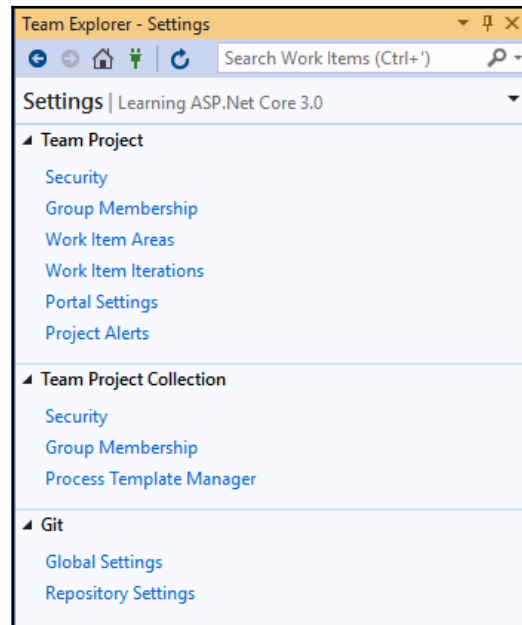 Team Explorer - Settings
Search Work Items (Ctrl+')
Settings | Learning ASP.Net Core 3.0
Team Project
Security
Group Membership
Work Item Areas
Work Item Iterations
Portal Settings
Project Alerts
Team Project Collection
Security
Group Membership
Process Template Manager
Git
Global Settings
Repository Settings